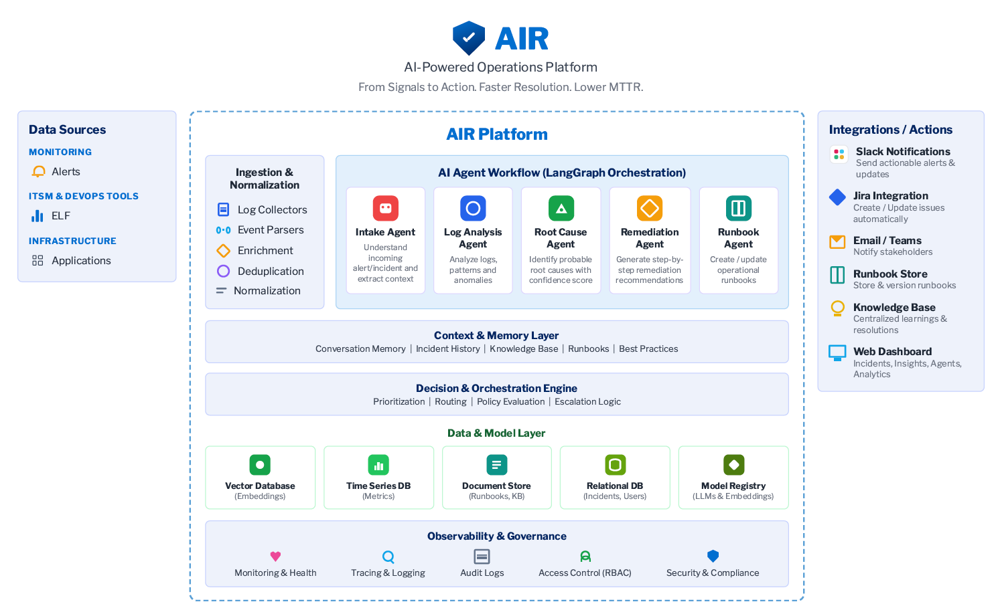 AIR
AI-Powered Operations Platform
From Signals to Action. Faster Resolution. Lower MTTR.
Data Sources
MONITORING
Alerts
ITSM & DEVOPS TOOLS
ELF
INFRASTRUCTURE
Applications
AIR Platform
Ingestion &
Normalization
Log Collectors
Event Parsers
Enrichment
Deduplication
Normalization
AI Agent Workflow (LangGraph Orchestration)
Intake Agent
Understand
incoming
alert/incident and
extract context
Log Analysis
Agent
Analyze logs,
patterns and
anomalies
Root Cause
Agent
Identify probable
root causes with
confidence score
Remediation
Agent
Generate step-by-
step remediation
recommendations
Runbook
Agent
Create / update
operational
runbooks
Context & Memory Layer
Conversation Memory | Incident History | Knowledge Base | Runbooks | Best Practices
Decision & Orchestration Engine
Prioritization | Routing | Policy Evaluation | Escalation Logic
Data & Model Layer
Vector Database
(Embeddings)
Time Series DB
(Metrics)
Document Store
(Runbooks, KB)
Relational DB
(Incidents, Users)
Model Registry
(LLMs & Embeddings)
Observability & Governance
Monitoring & Health
Tracing & Logging
Audit Logs
Access Control (RBAC)
Security & Compliance
Integrations / Actions
Slack Notifications
Send actionable alerts &
updates
Jira Integration
Create / Update issues
automatically
Email / Teams
Notify stakeholders
Runbook Store
Store & version runbooks
Knowledge Base
Centralized learnings &
resolutions
Web Dashboard
Incidents, Insights, Agents,
Analytics